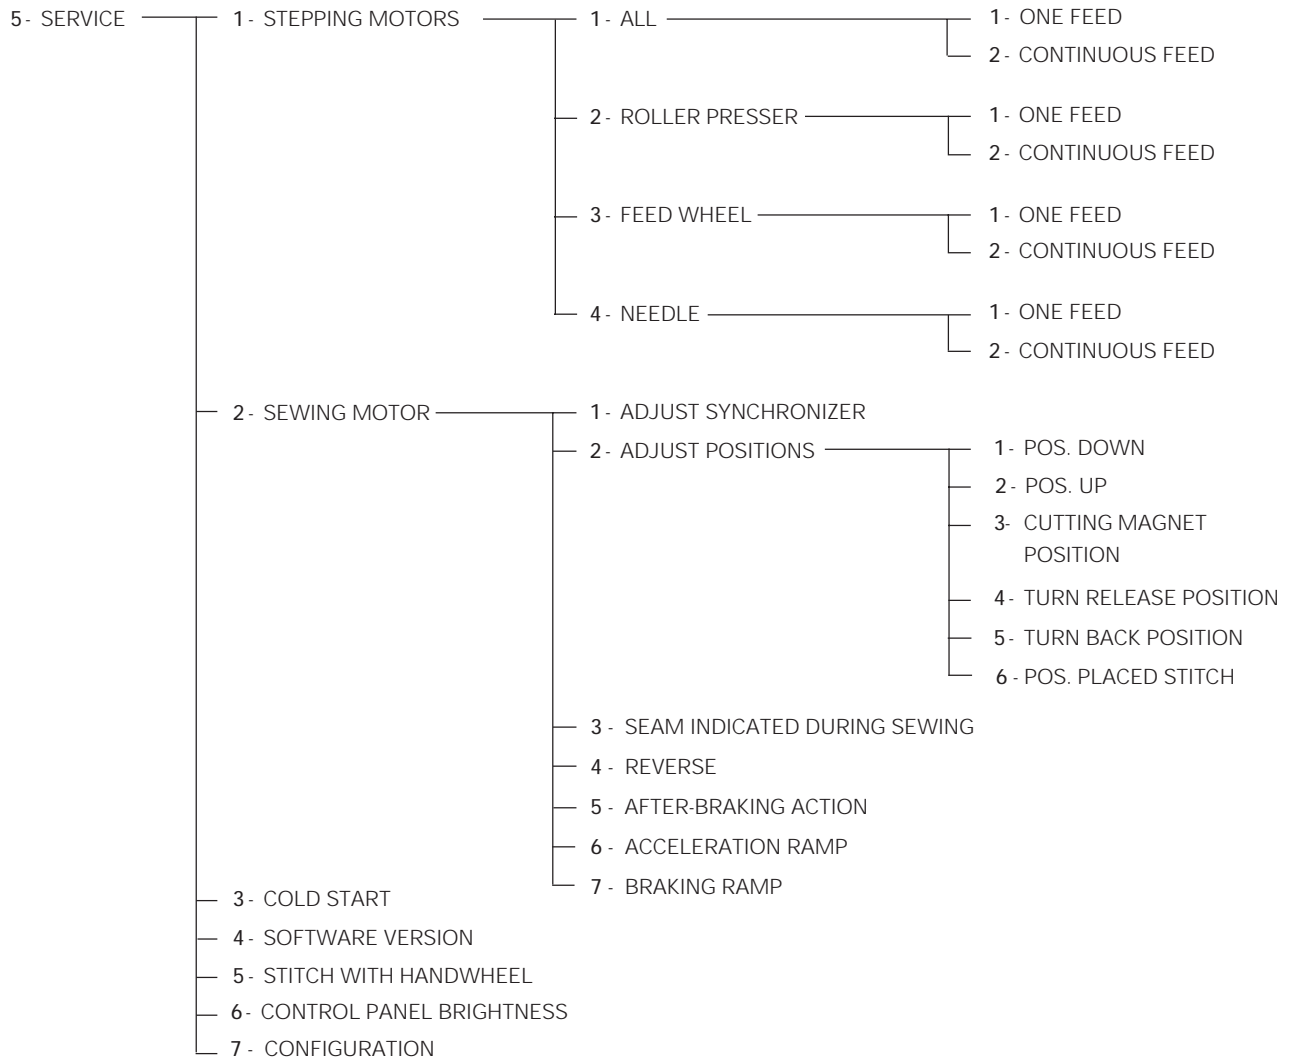 5- SERVICE
1- STEPPING MOTORS
1- ALL
1- ONE FEED
2- CONTINUOUS FEED
2- ROLLER PRESSER
1- ONE FEED
2- CONTINUOUS FEED
3- FEED WHEEL
1- ONE FEED
2- CONTINUOUS FEED
4- NEEDLE
1- ONE FEED
2- CONTINUOUS FEED
2- SEWING MOTOR
1- ADJUST SYNCHRONIZER
2- ADJUST POSITIONS
1- POS. DOWN
2- POS. UP
3- CUTTING MAGNET
POSITION
4- TURN RELEASE POSITION
5- TURN BACK POSITION
6- POS. PLACED STITCH
3- SEAM INDICATED DURING SEWING
4- REVERSE
5- AFTER-BRAKING ACTION
6- ACCELERATION RAMP
7- BRAKING RAMP
3- COLD START
4- SOFTWARE VERSION
5- STITCH WITH HANDWHEEL
6- CONTROL PANEL BRIGHTNESS
7- CONFIGURATION